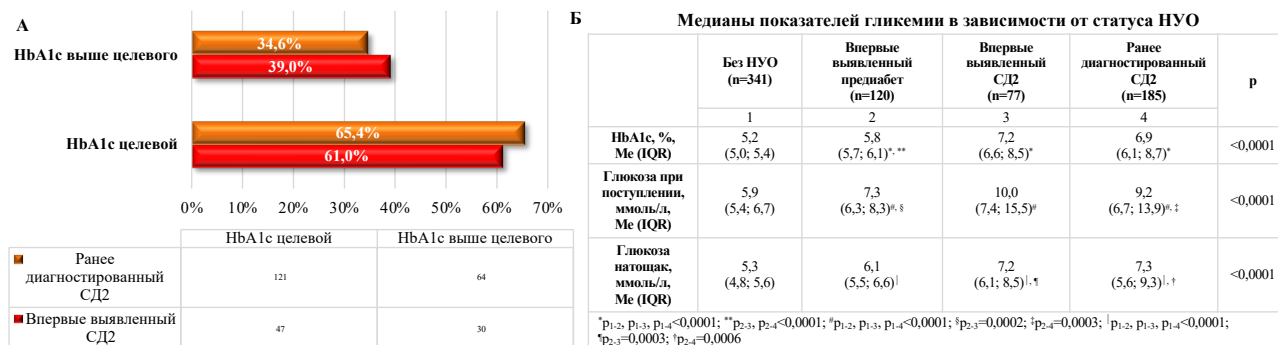 А
HbA1c выше целевого
34,6%
39,0%
HbA1c целевой
65,4%
61,0%
0% 10% 20% 30% 40% 50% 60% 70%
HbA1c целевой HbA1c выше целевого
Ранее
диагностированный
СД2
121 64
Впервые выявленный
СД2
47 30
Б
Медианы показателей гликемии в зависимости от статуса НУО
Без НУО
(n=341)
Впервые
выявленный
предиабет
(n=120)
Впервые
выявленный
СД2
(n=77)
Ранее
диагностированный
СД2
(n=185)
р
1 2 3 4
HbA1c, %,
Me (IQR)
5,2
(5,0; 5,4)
5,8
(5,7; 6,1)*, **
7,2
(6,6; 8,5)*
6,9
(6,1; 8,7)*
<0,0001
Глюкоза при
поступлении,
ммоль/л,
Me (IQR)
5,9
(5,4; 6,7)
7,3
(6,3; 8,3)#, §
10,0
(7,4; 15,5)#
9,2
(6,7; 13,9)#, ‡
<0,0001
Глюкоза
натощак,
ммоль/л,
Me (IQR)
5,3
(4,8; 5,6)
6,1
(5,5; 6,6)|
7,2
(6,1; 8,5)|, ¶
7,3
(5,6; 9,3)|, †
<0,0001
*p1-2, p1-3, p1-4<0,0001; **p2-3, p2-4<0,0001; #p1-2, p1-3, p1-4<0,0001; §p2-3=0,0002; ‡p2-4=0,0003; |p1-2, p1-3, p1-4<0,0001;
¶p2-3=0,0003; †p2-4=0,0006